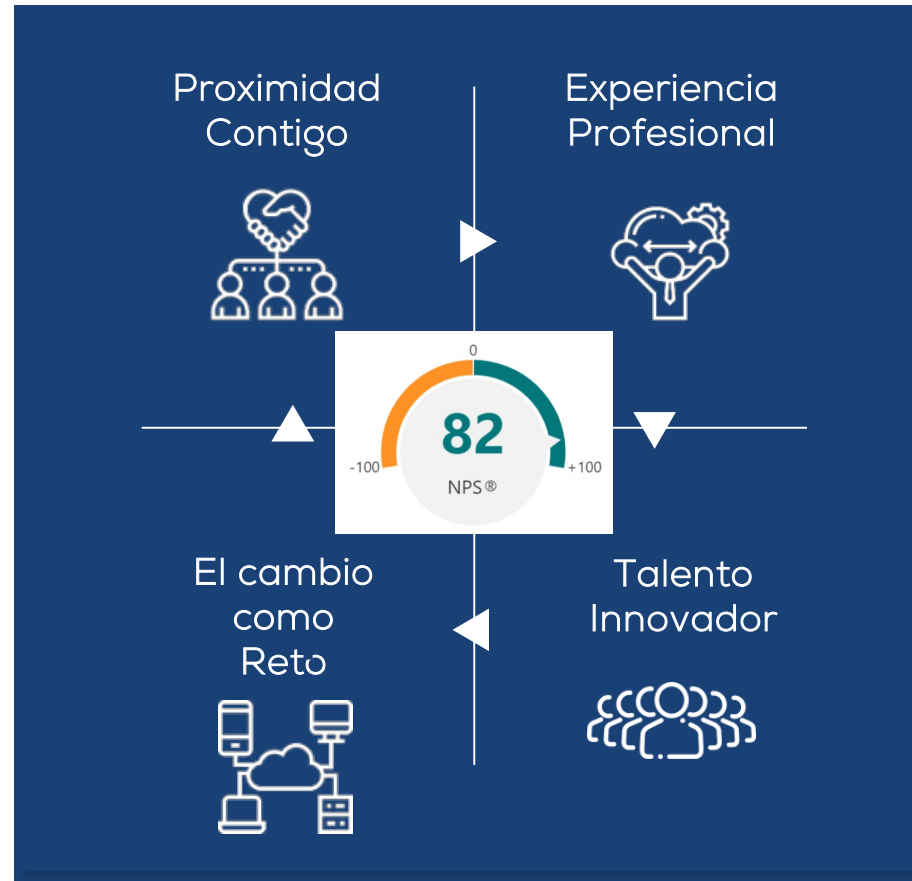 Proximidad
Contigo
Experiencia
Profesional
0
82
-100
+100
NPS®
El cambio
como
Reto
Talento
Innovador